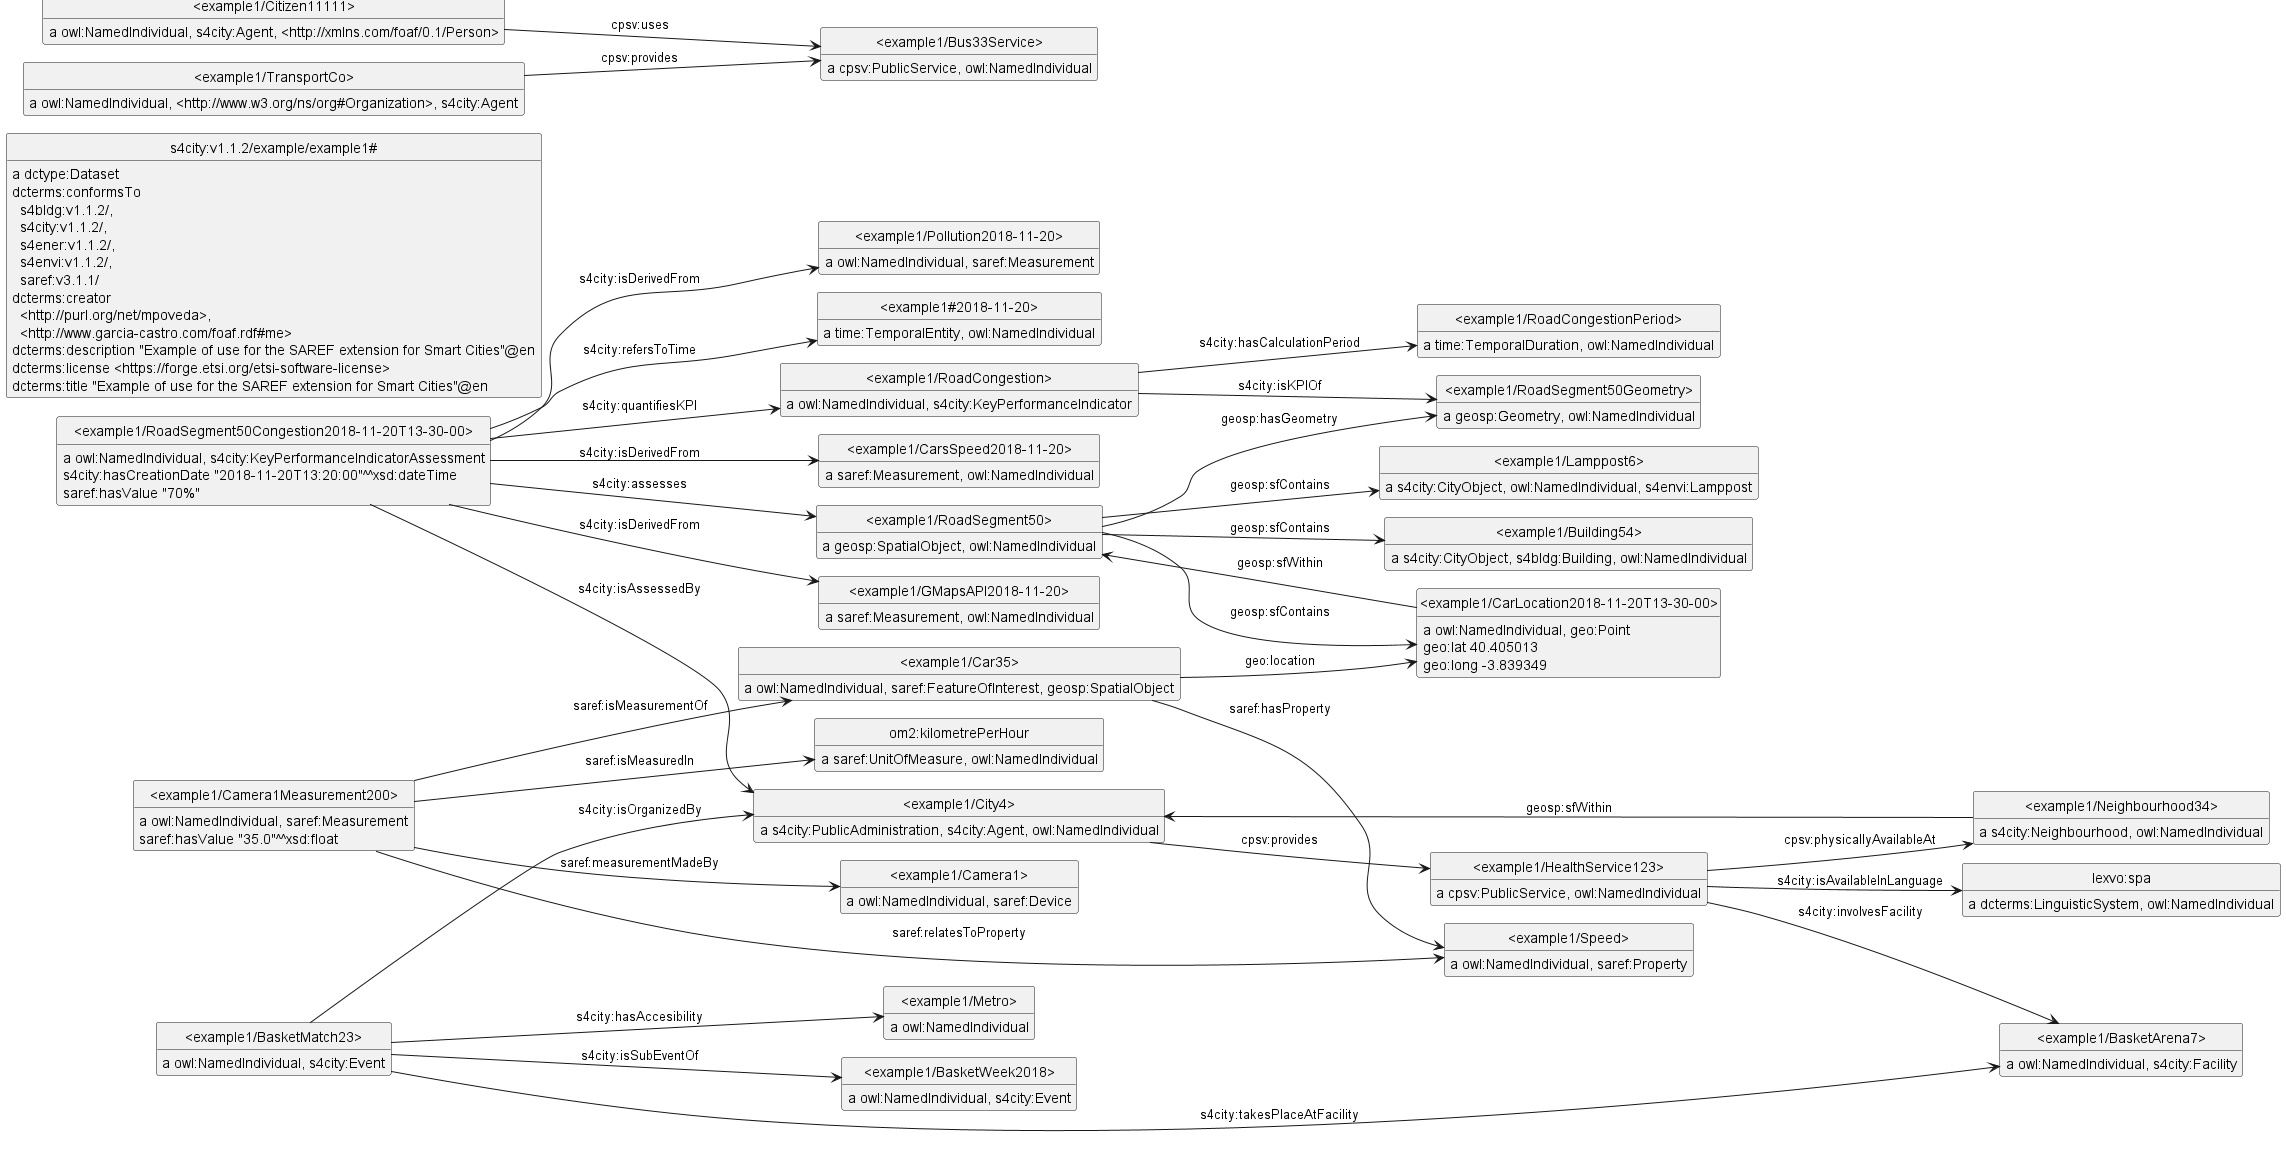 <example1/Citizen11111>
a owl:NamedIndividual, s4city:Agent, <http://xmlns.com/foaf/0.1/Person>
cpsv:uses
<example1/Bus33Service>
a cpsv:PublicService, owl:NamedIndividual
<example1/TransportCo>
a owl:NamedIndividual, <http://www.w3.org/ns/org#Organization>, s4city:Agent
cpsv:provides
s4city:v1.1.2/example/example1#
a dctype:Dataset
dcterms:conformsTo
s4bldg:v1.1.2/,
s4city:v1.1.2/,
s4ener:v1.1.2/,
s4envi:v1.1.2/,
saref:v3.1.1/
dcterms:creator
<http://purl.org/net/mpoveda>,
<http://www.garcia-castro.com/foaf.rdf#me>
dcterms:description "Example of use for the SAREF extension for Smart Cities"@en
dcterms:license <https://forge.etsi.org/etsi-software-license>
dcterms:title "Example of use for the SAREF extension for Smart Cities"@en
s4city:isDerivedFrom
<example1/Pollution2018-11-20>
a owl:NamedIndividual, saref:Measurement
s4city:refersToTime
<example1#2018-11-20>
a time:TemporalEntity, owl:NamedIndividual
s4city:quantifiesKPI
<example1/RoadCongestion>
a owl:NamedIndividual, s4city:KeyPerformanceIndicator
s4city:hasCalculationPeriod
<example1/RoadCongestionPeriod>
a time:TemporalDuration, owl:NamedIndividual
s4city:isKPIOf
<example1/RoadSegment50Geometry>
a geosp:Geometry, owl:NamedIndividual
geosp:hasGeometry
<example1/RoadSegment50Congestion2018-11-20T13-30-00>
a owl:NamedIndividual, s4city:KeyPerformanceIndicatorAssessment
s4city:hasCreationDate "2018-11-20T13:20:00"^^xsd:dateTime
saref:hasValue "70%"
s4city:isDerivedFrom
<example1/CarsSpeed2018-11-20>
a saref:Measurement, owl:NamedIndividual
s4city:assesses
<example1/RoadSegment50>
a geosp:SpatialObject, owl:NamedIndividual
geosp:sfContains
<example1/Lamppost6>
a s4city:CityObject, owl:NamedIndividual, s4envi:Lamppost
geosp:sfContains
<example1/Building54>
a s4city:CityObject, s4bldg:Building, owl:NamedIndividual
s4city:isDerivedFrom
<example1/GMapsAPI2018-11-20>
a saref:Measurement, owl:NamedIndividual
geosp:sfWithin
geosp:sfContains
<example1/CarLocation2018-11-20T13-30-00>
a owl:NamedIndividual, geo:Point
geo:lat 40.405013
geo:long -3.839349
s4city:isAssessedBy
<example1/Car35>
a owl:NamedIndividual, saref:FeatureOfInterest, geosp:SpatialObject
geo:location
saref:hasProperty
saref:isMeasurementOf
om2:kilometrePerHour
a saref:UnitOfMeasure, owl:NamedIndividual
saref:isMeasuredIn
<example1/Camera1Measurement200>
a owl:NamedIndividual, saref:Measurement
saref:hasValue "35.0"^^xsd:float
s4city:isOrganizedBy
<example1/City4>
a s4city:PublicAdministration, s4city:Agent, owl:NamedIndividual
geosp:sfWithin
<example1/Neighbourhood34>
a s4city:Neighbourhood, owl:NamedIndividual
cpsv:provides
<example1/HealthService123>
a cpsv:PublicService, owl:NamedIndividual
cpsv:physicallyAvailableAt
s4city:isAvailableInLanguage
lexvo:spa
a dcterms:LinguisticSystem, owl:NamedIndividual
s4city:involvesFacility
saref:measurementMadeBy
<example1/Camera1>
a owl:NamedIndividual, saref:Device
saref:relatesToProperty
<example1/Speed>
a owl:NamedIndividual, saref:Property
<example1/BasketMatch23>
a owl:NamedIndividual, s4city:Event
s4city:hasAccesibility
<example1/Metro>
a owl:NamedIndividual
s4city:isSubEventOf
<example1/BasketWeek2018>
a owl:NamedIndividual, s4city:Event
<example1/BasketArena7>
a owl:NamedIndividual, s4city:Facility
s4city:takesPlaceAtFacility